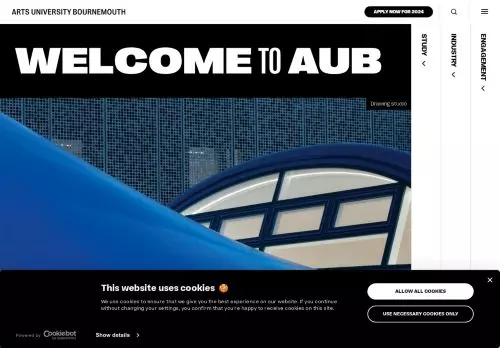 ARTS UNIVERSITY BOURNEMOUTH
APPLY NOW FOR 2024
WELCOME TO AUB
Drawing studio
STUDY
INDUSTRY
ENGAGEMENT
This website uses cookies 🍪
We use cookies to ensure that we give you the best experience on our website. If you continue
without changing your settings, you confirm that you're happy to receive cookies on this site.
ALLOW ALL COOKIES
USE NECESSARY COOKIES ONLY
Powered by Cookiebot
Show details